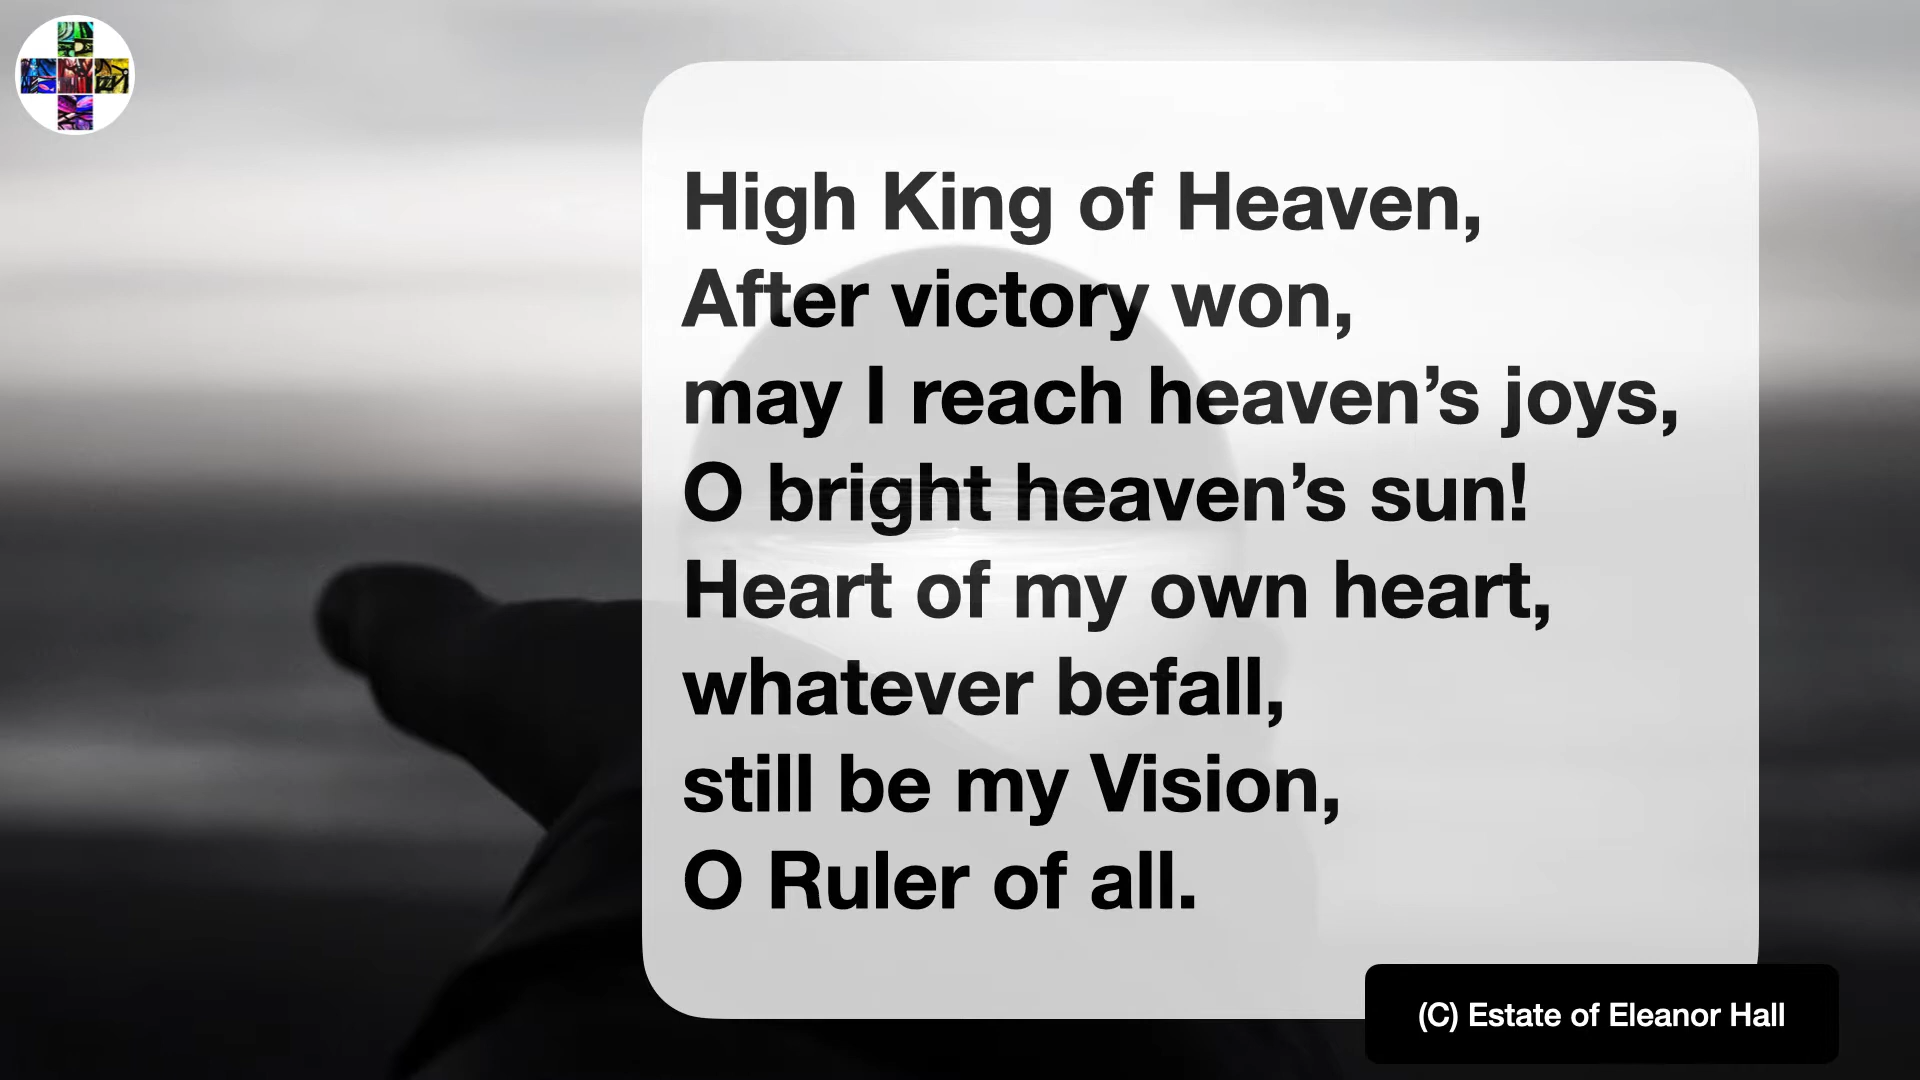 High King of Heaven,
After victory won,
may I reach heaven’s joys,
O bright heaven’s sun!
Heart of my own heart,
whatever befall,
still be my Vision,
O Ruler of all.
(C) Estate of Eleanor Hall